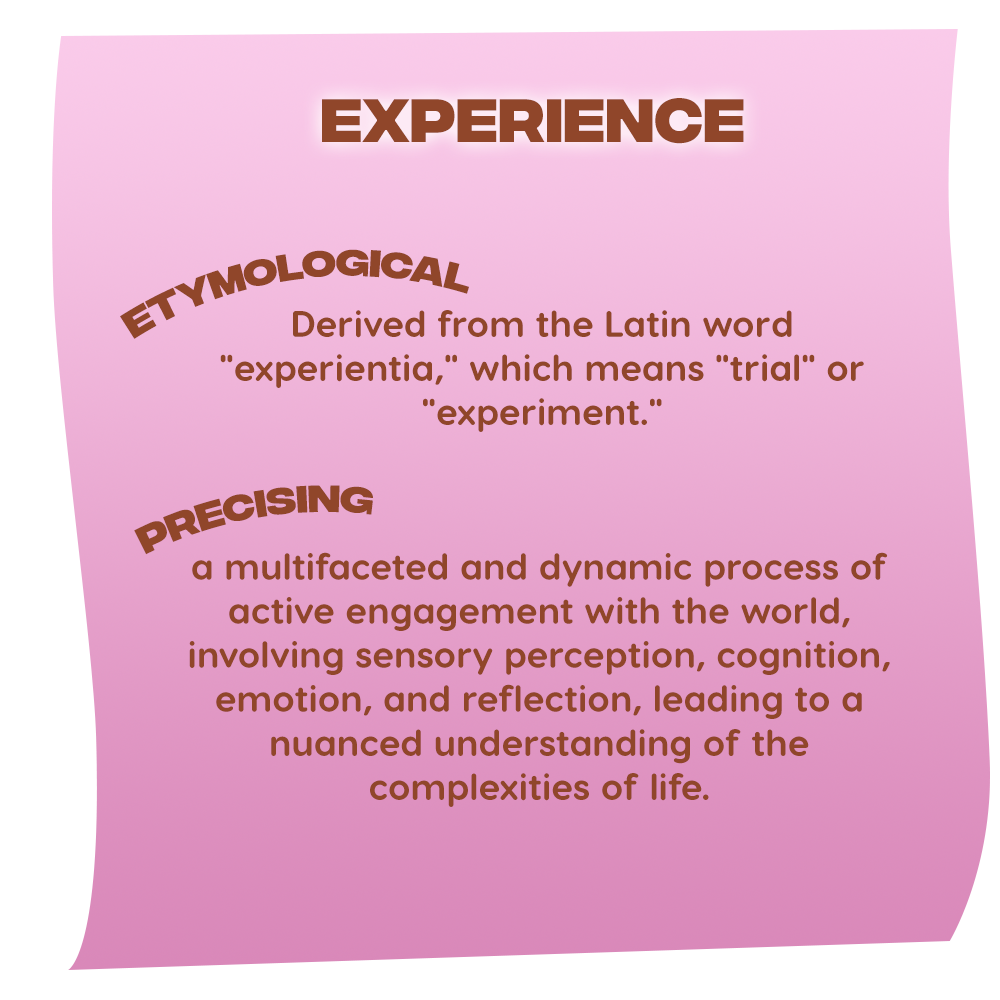 EXPERIENCE
ETYMOLOGICAL
Derived from the Latin word
"experientia," which means "trial" or
"experiment."
PRECISING
a multifaceted and dynamic process of
active engagement with the world,
involving sensory perception, cognition,
emotion, and reflection, leading to a
nuanced understanding of the
complexities of life.